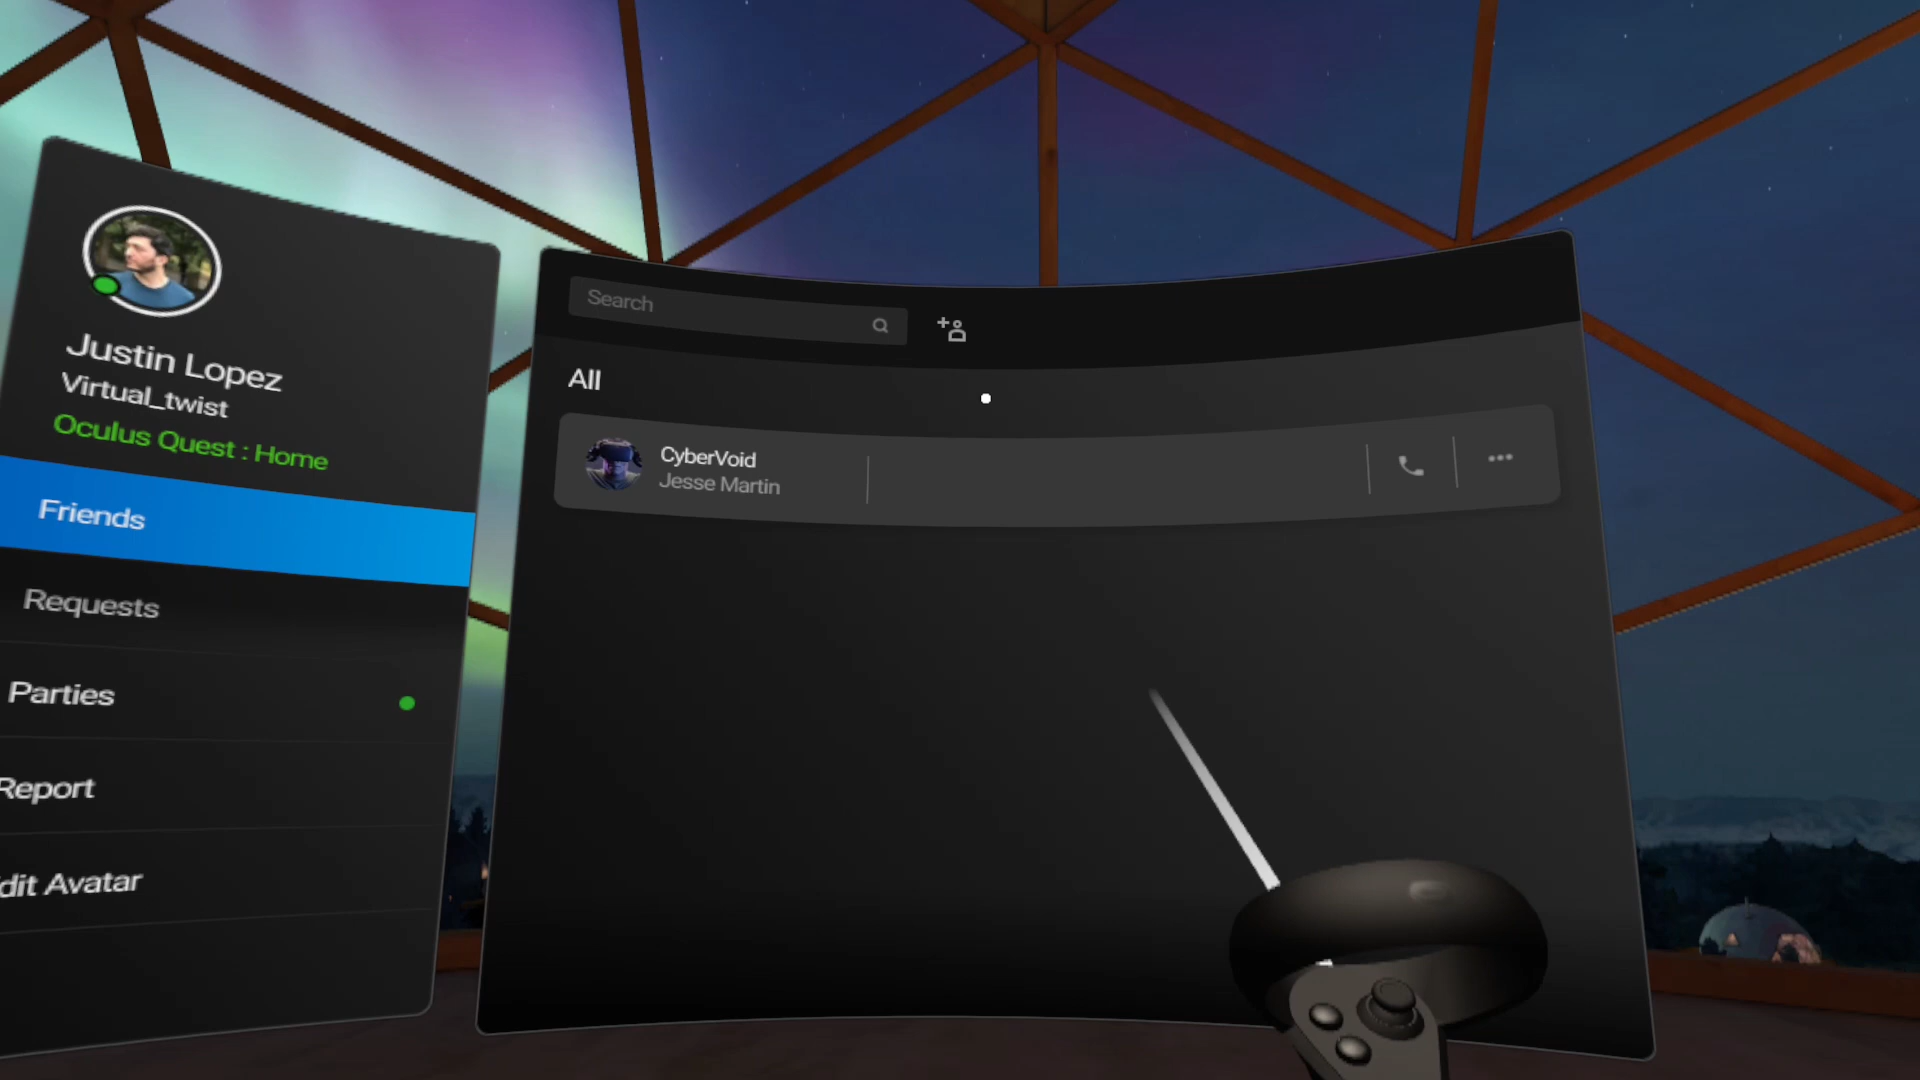 Justin Lopez
Virtual_twist
Oculus Quest : Home
Friends
Requests
Parties
Report
dit Avatar
Search
All
CyberVoid
Jesse Martin